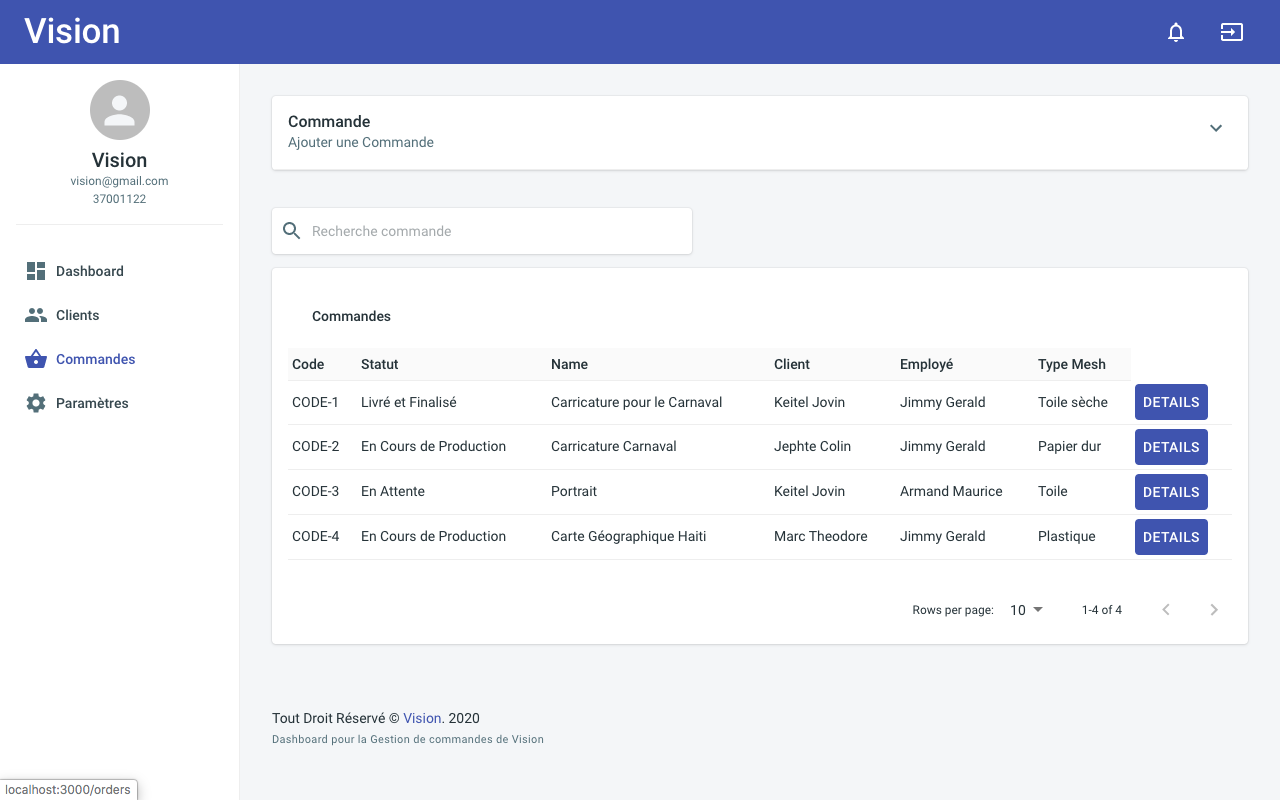 Vision
Vision
vision@gmail.com
37001122
Dashboard
Clients
Commandes
Paramètres
Commande
Ajouter une Commande
Recherche commande
Commandes
Code Statut Name Client Employé Type Mesh
CODE-1 Livré et Finalisé Carricature pour le Carnaval Keitel Jovin Jimmy Gerald Toile sèche DETAILS
CODE-2 En Cours de Production Carricature Carnaval Jephte Colin Jimmy Gerald Papier dur DETAILS
CODE-3 En Attente Portrait Keitel Jovin Armand Maurice Toile DETAILS
CODE-4 En Cours de Production Carte Géographique Haiti Marc Theodore Jimmy Gerald Plastique DETAILS
Rows per page: 10 1-4 of 4
Tout Droit Réservé © Vision. 2020
Dashboard pour la Gestion de commandes de Vision
localhost:3000/orders